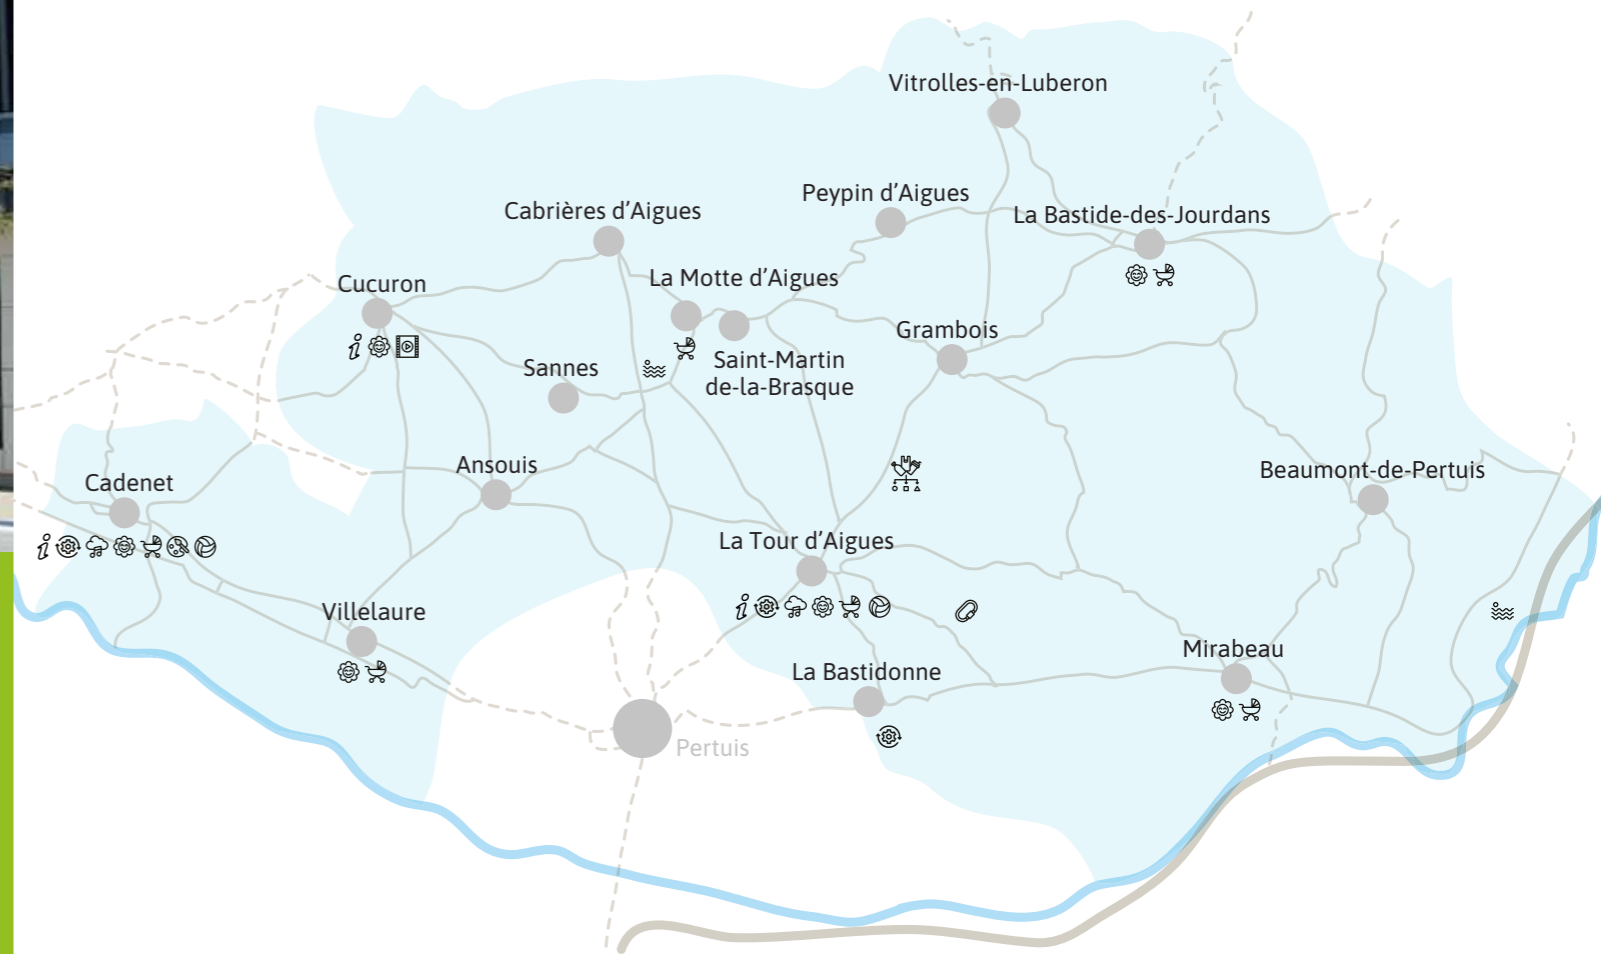 Vitrolles-en-Luberon
Peypin d’Aigues
Cabrières d’Aigues
La Bastide-des-Jourdans
La Motte d’Aigues
Cucuron
Grambois
Saint-Martin
de-la-Brasque
Sannes
Ansouis
Beaumont-de-Pertuis
Cadenet
La Tour d’Aigues
Villelaure
Mirabeau
La Bastidonne
Pertuis